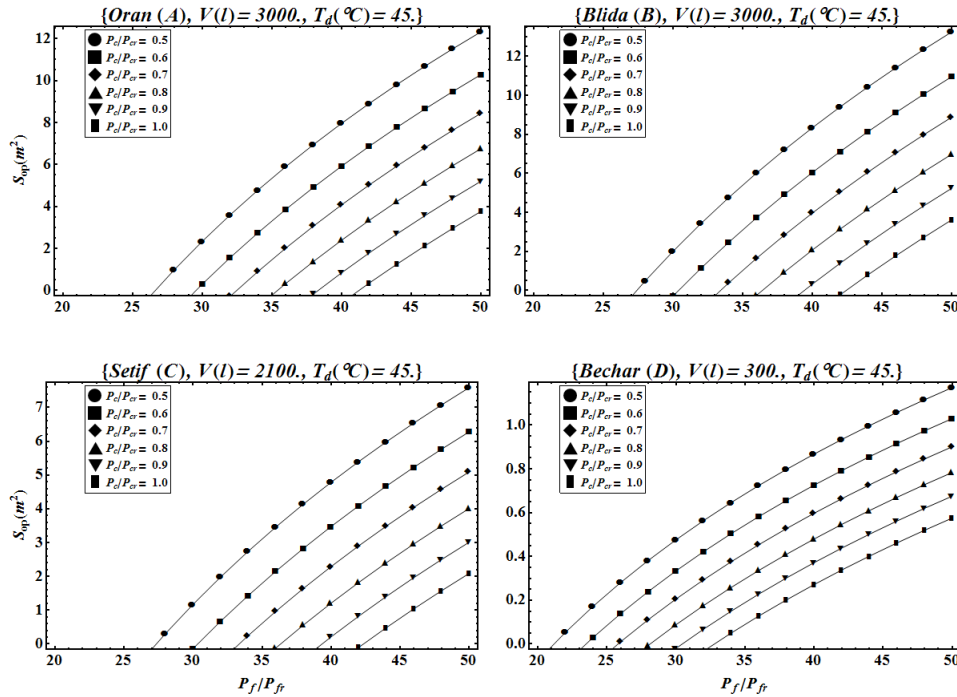 {Oran (A), V(l) = 3000., T_d(°C) = 45.}
12
10
8
6
4
2
0
S_op(m²)
P_c/P_cr = 0.5
P_c/P_cr = 0.6
P_c/P_cr = 0.7
P_c/P_cr = 0.8
P_c/P_cr = 0.9
P_c/P_cr = 1.0
20 25 30 35 40 45 50
{Blida (B), V(l) = 3000., T_d(°C) = 45.}
12
10
8
6
4
2
0
P_c/P_cr = 0.5
P_c/P_cr = 0.6
P_c/P_cr = 0.7
P_c/P_cr = 0.8
P_c/P_cr = 0.9
P_c/P_cr = 1.0
20 25 30 35 40 45 50
{Setif (C), V(l) = 2100., T_d(°C) = 45.}
7
6
5
4
3
2
1
0
S_op(m²)
P_c/P_cr = 0.5
P_c/P_cr = 0.6
P_c/P_cr = 0.7
P_c/P_cr = 0.8
P_c/P_cr = 0.9
P_c/P_cr = 1.0
20 25 30 35 40 45 50
P_f/P_fr
{Bechar (D), V(l) = 300., T_d(°C) = 45.}
1.0
0.8
0.6
0.4
0.2
0.0
P_c/P_cr = 0.5
P_c/P_cr = 0.6
P_c/P_cr = 0.7
P_c/P_cr = 0.8
P_c/P_cr = 0.9
P_c/P_cr = 1.0
20 25 30 35 40 45 50
P_f/P_fr